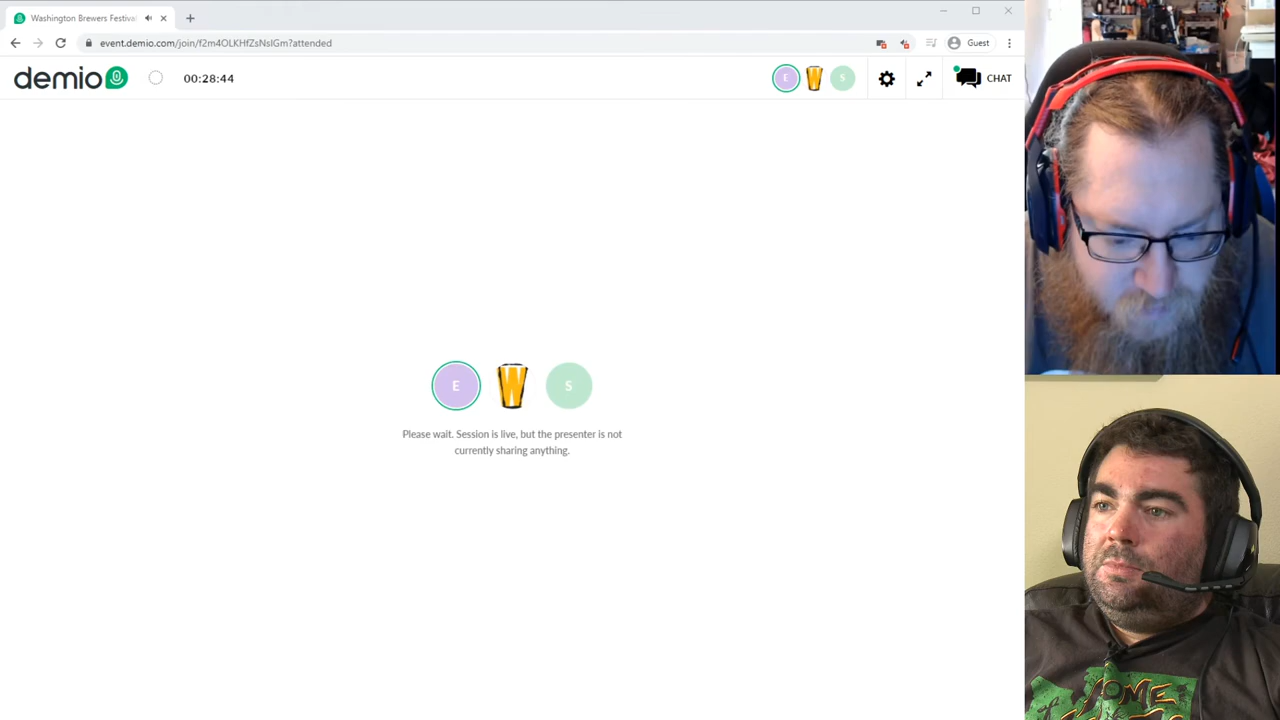 Washington Brewers Festiva
event.demio.com/join/f2m4OLKHfZsNsIGm?attended
Guest
demio
00:28:44
E
W
S
CHAT
E
W
S
Please wait. Session is live, but the presenter is not
currently sharing anything.